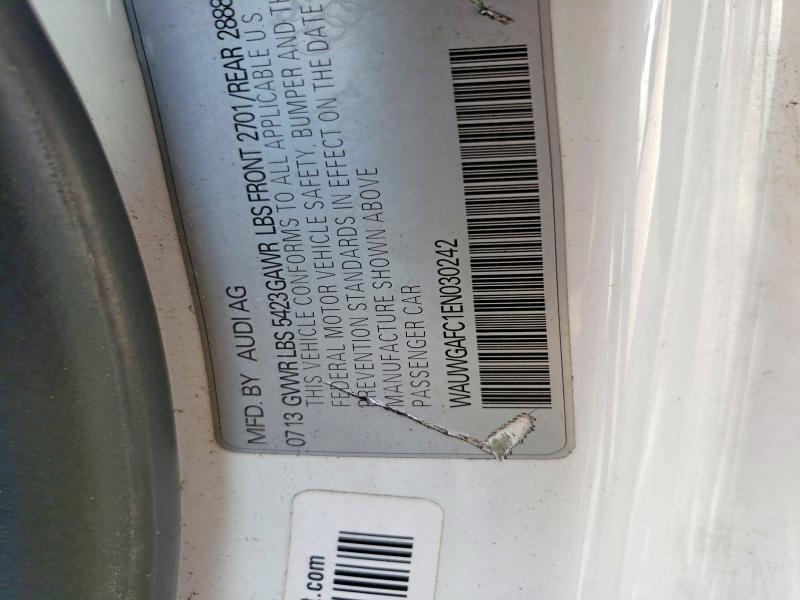 MFD. BY AUDI AG
0713 GVWR LBS 5423 GAWR LBS FRONT 2701/REAR 2888
THIS VEHICLE CONFORMS TO ALL APPLICABLE U.S
FEDERAL MOTOR VEHICLE SAFETY, BUMPER AND TH
PREVENTION STANDARDS IN EFFECT ON THE DATE
MANUFACTURE SHOWN ABOVE
PASSENGER CAR
WAUWGAFC1EN030242
.com